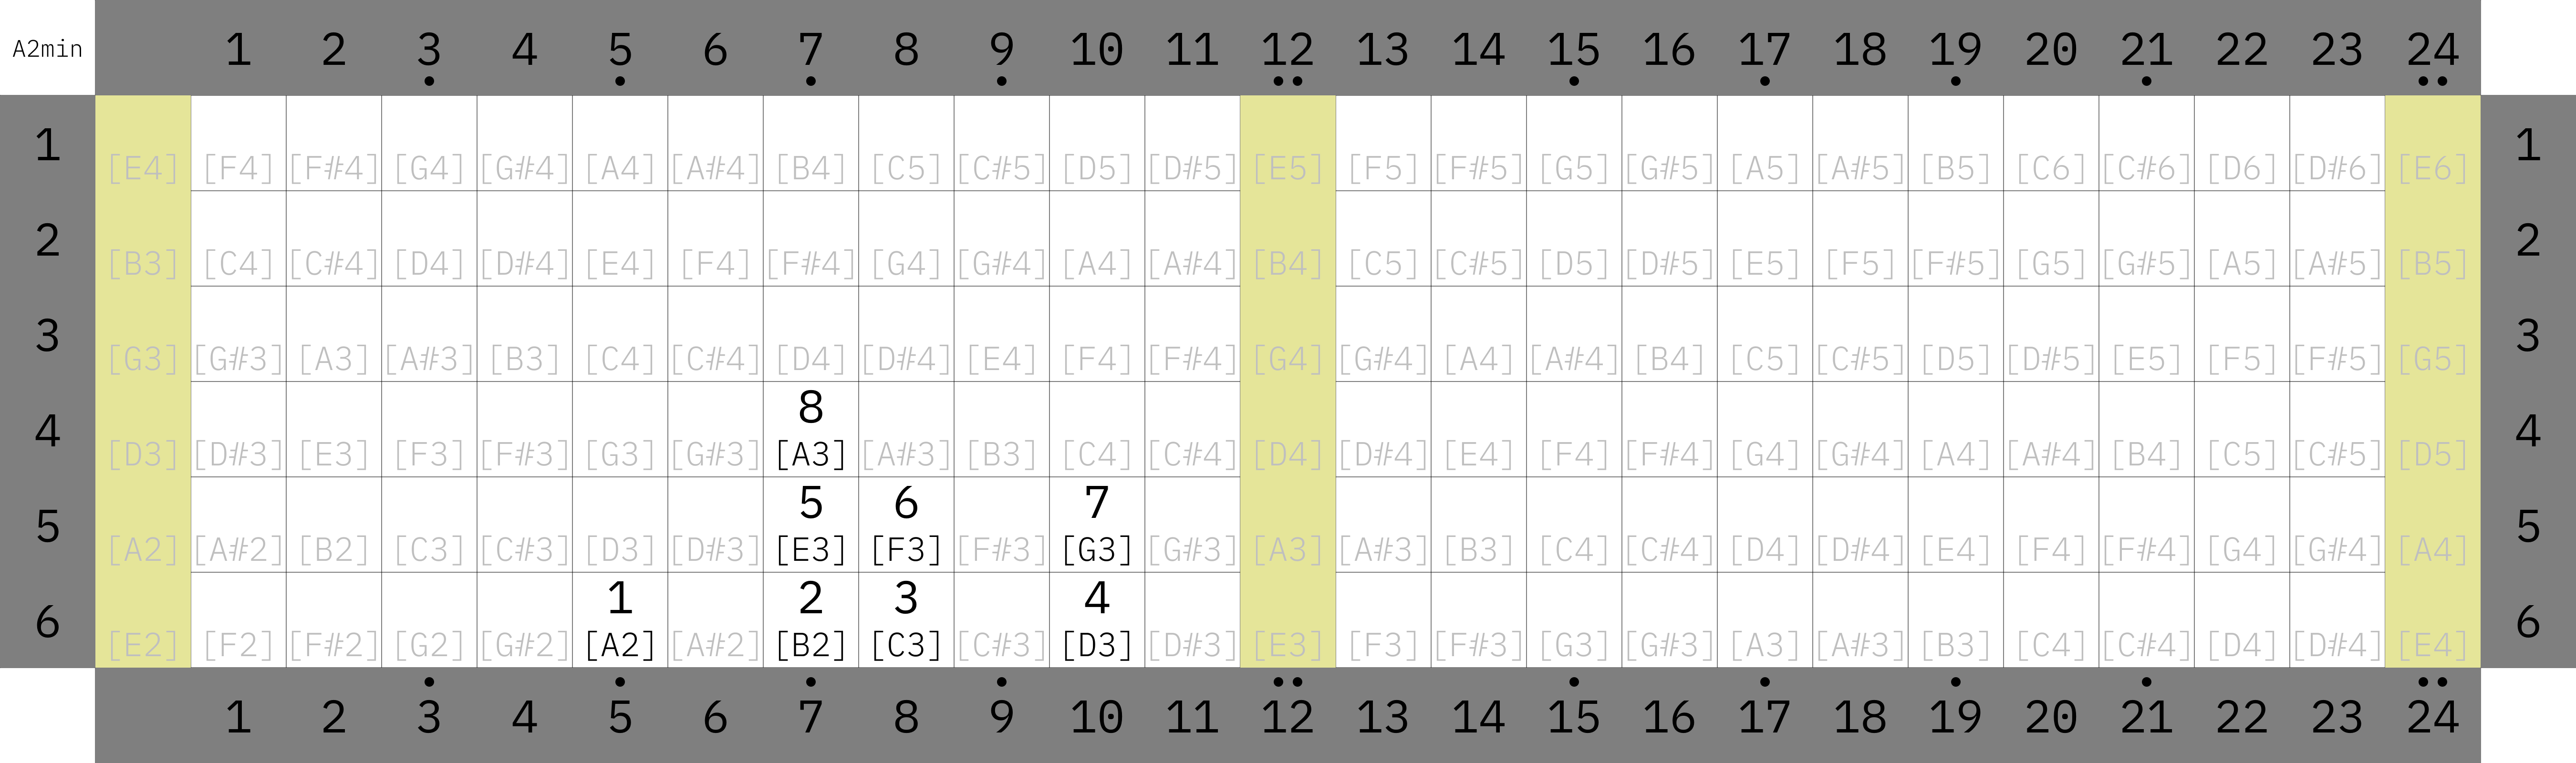 A2min 1 2 3 4 5 6 7 8 9 10 11 12 13 14 15 16 17 18 19 20 21 22 23 24
1 1
[E4] [F4] [F#4] [G4] [G#4] [A4] [A#4] [B4] [C5] [C#5] [D5] [D#5] [E5] [F5] [F#5] [G5] [G#5] [A5] [A#5] [B5] [C6] [C#6] [D6] [D#6] [E6]
2 2
[B3] [C4] [C#4] [D4] [D#4] [E4] [F4] [F#4] [G4] [G#4] [A4] [A#4] [B4] [C5] [C#5] [D5] [D#5] [E5] [F5] [F#5] [G5] [G#5] [A5] [A#5] [B5]
3 3
[G3] [G#3] [A3] [A#3] [B3] [C4] [C#4] [D4] [D#4] [E4] [F4] [F#4] [G4] [G#4] [A4] [A#4] [B4] [C5] [C#5] [D5] [D#5] [E5] [F5] [F#5] [G5]
4 8 4
[D3] [D#3] [E3] [F3] [F#3] [G3] [G#3] [A3] [A#3] [B3] [C4] [C#4] [D4] [D#4] [E4] [F4] [F#4] [G4] [G#4] [A4] [A#4] [B4] [C5] [C#5] [D5]
5 5 6 7 5
[A2] [A#2] [B2] [C3] [C#3] [D3] [D#3] [E3] [F3] [F#3] [G3] [G#3] [A3] [A#3] [B3] [C4] [C#4] [D4] [D#4] [E4] [F4] [F#4] [G4] [G#4] [A4]
6 1 2 3 4 6
[E2] [F2] [F#2] [G2] [G#2] [A2] [A#2] [B2] [C3] [C#3] [D3] [D#3] [E3] [F3] [F#3] [G3] [G#3] [A3] [A#3] [B3] [C4] [C#4] [D4] [D#4] [E4]
1 2 3 4 5 6 7 8 9 10 11 12 13 14 15 16 17 18 19 20 21 22 23 24